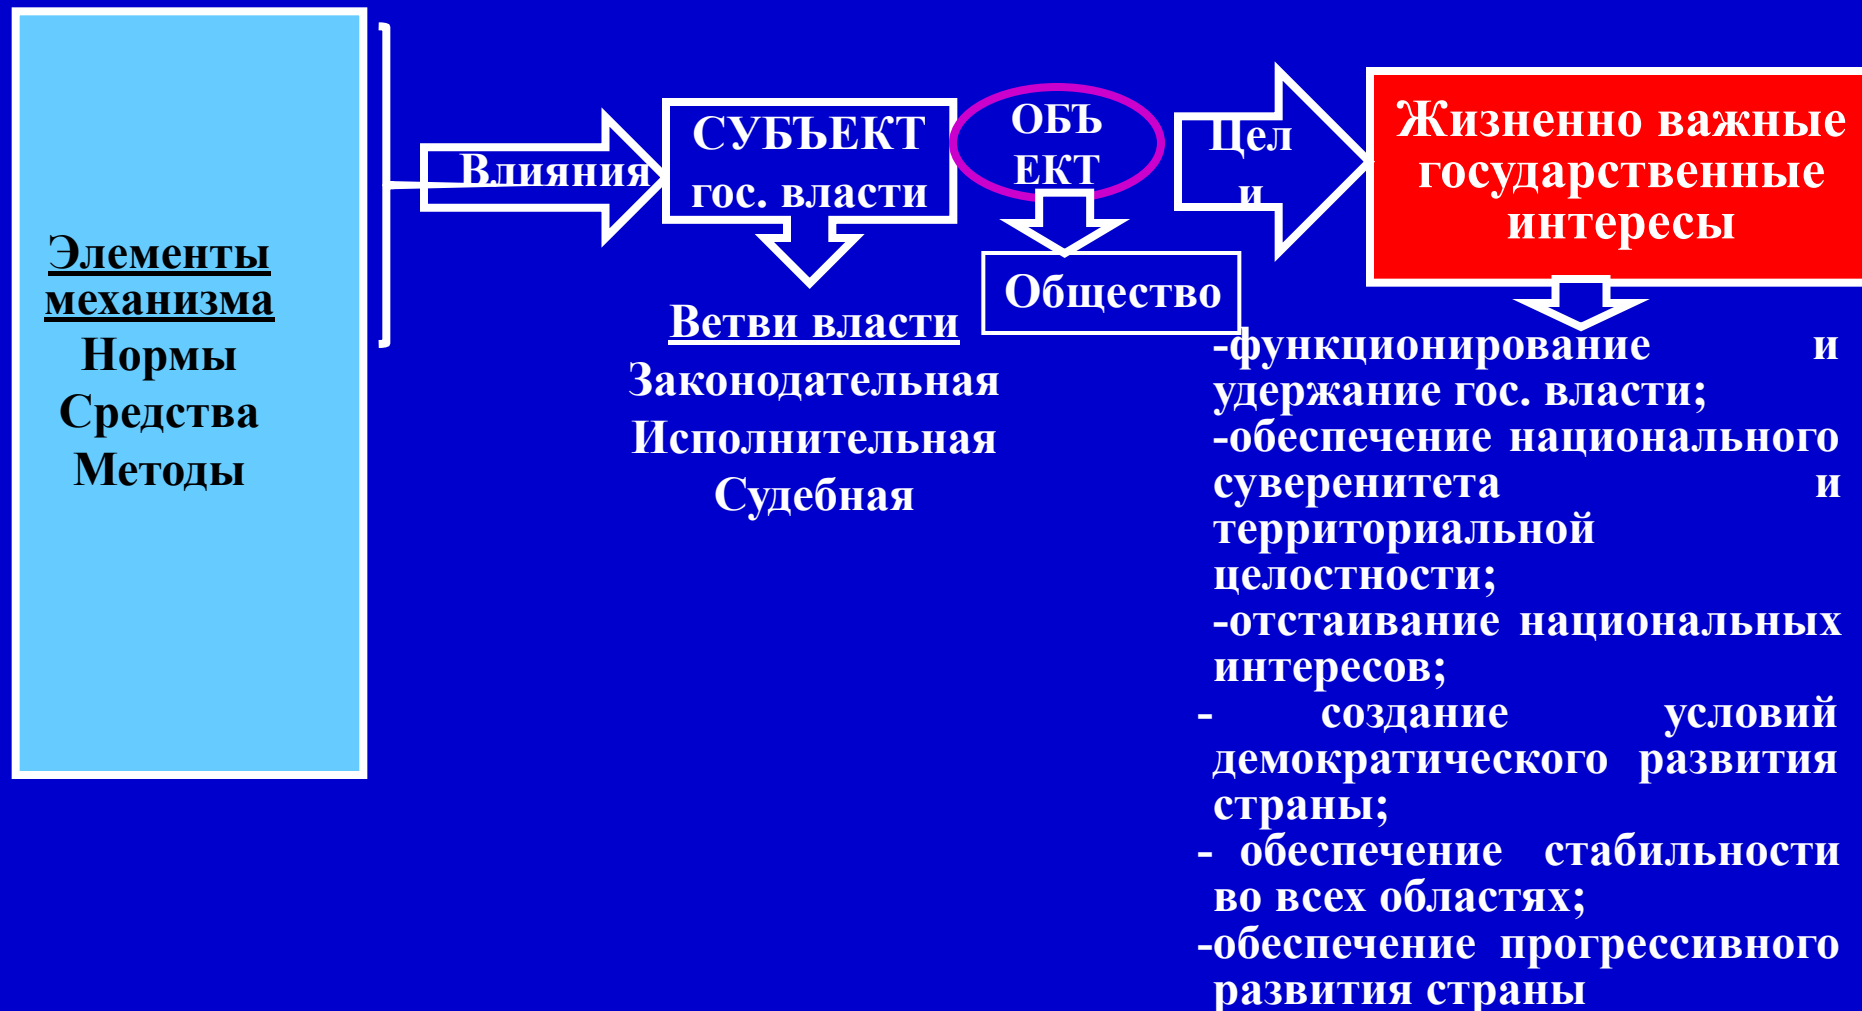 Элементы
механизма
Нормы
Средства
Методы
Влияния
СУБЪЕКТ
гос. власти
Ветви власти
Законодательная
Исполнительная
Судебная
ОБЪ
ЕКТ
Общество
Цел
и
Жизненно важные
государственные
интересы
-функционирование и
удержание гос. власти;
-обеспечение национального
суверенитета и
территориальной
целостности;
-отстаивание национальных
интересов;
- создание условий
демократического развития
страны;
- обеспечение стабильности
во всех областях;
-обеспечение прогрессивного
развития страны